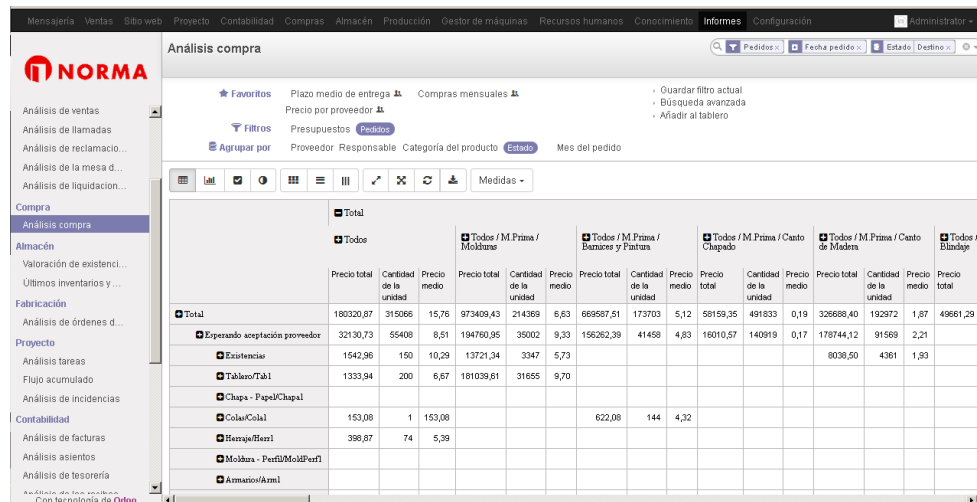 Mensajería Ventas Sitio web Proyecto Contabilidad Compras Almacén Producción Gestor de máquinas Recursos humanos Conocimiento Informes Configuración Administrator
NORMA
Análisis compra
Pedidos x Fecha pedido x Estado Destino x
Favoritos Plazo medio de entrega Compras mensuales
Precio por proveedor
Filtros Presupuestos Pedidos
Agrupar por Proveedor Responsable Categoría del producto Estado Mes del pedido
Guardar filtro actual
Búsqueda avanzada
Añadir al tablero
Medidas
Análisis de ventas
Análisis de llamadas
Análisis de reclamacio...
Análisis de la mesa d...
Análisis de liquidacion...
Compra
Análisis compra
Almacén
Valoración de existenci...
Últimos inventarios y ...
Fabricación
Análisis de órdenes d...
Proyecto
Análisis tareas
Flujo acumulado
Análisis de incidencias
Contabilidad
Análisis de facturas
Análisis asientos
Análisis de tesorería
Con tecnología de Odoo
Total
Todos
Todos / M.Prima / Molduras
Todos / M.Prima / Barnices y Pintura
Todos / M.Prima / Canto Chapado
Todos / M.Prima / Canto de Madera
Todos / Blindaje
Precio total Cantidad de la unidad Precio medio Precio total Cantidad de la unidad Precio medio Precio total Cantidad de la unidad Precio medio Precio total Cantidad de la unidad Precio medio Precio total Cantidad de la unidad Precio medio Precio total
Total 180320,87 315066 15,76 973409,43 214369 6,63 669587,51 173703 5,12 58159,35 491833 0,19 326688,40 192972 1,87 49661,29
Esperando aceptación proveedor 32130,73 55408 8,51 194760,95 35002 9,33 156262,39 41458 4,83 16010,57 140919 0,17 178744,12 91569 2,21
Existencias 1542,96 150 10,29 13721,34 3347 5,73 8038,50 4361 1,93
Tablero/Tab1 1333,94 200 6,67 181039,61 31655 9,70
Chapa - Papel/Chapa1
Colas/Cola1 153,08 1 153,08 622,08 144 4,32
Herraje/Herr1 398,87 74 5,39
Moldura - Perfil/MoldPerf1
Armarios/Arm1